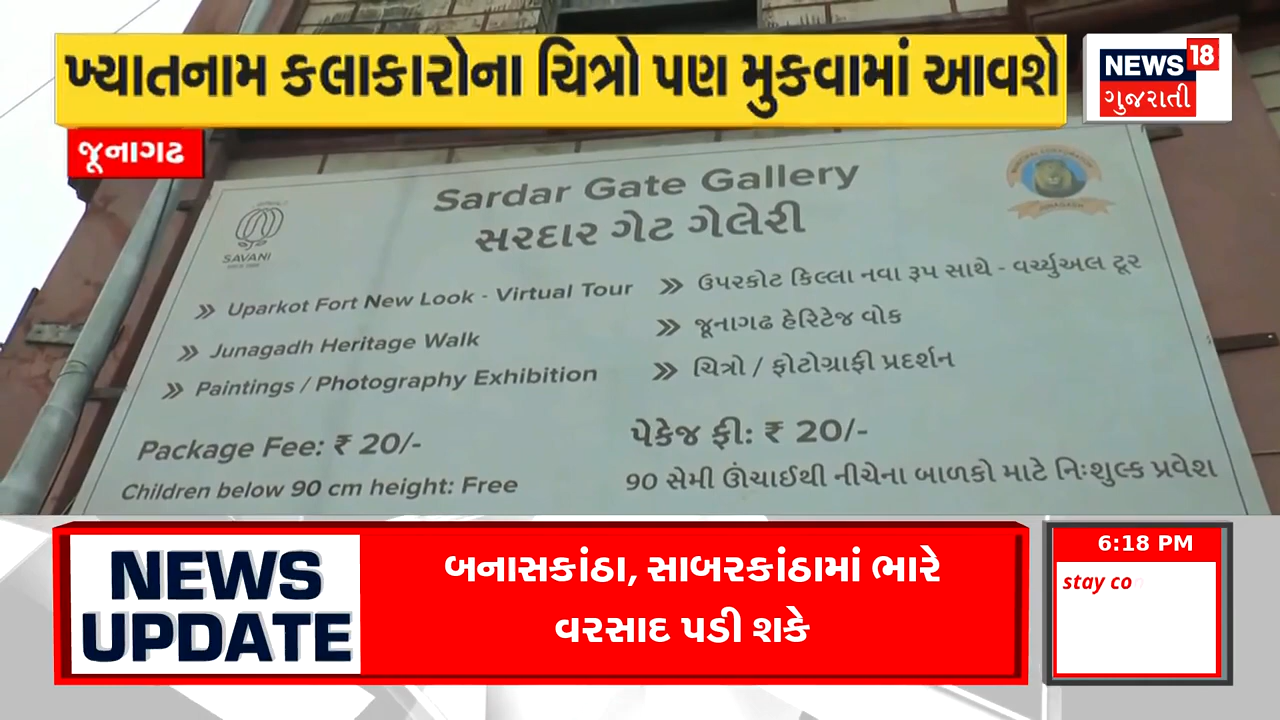 ખ્યાતનામ કલાકારોના ચિત્રો પણ મુકવામાં આવશે
NEWS 18
ગુજરાતી
જૂનાગઢ
Sardar Gate Gallery
સરદાર ગેટ ગેલેરી
SAVANI
JUNAGADH
Uparkot Fort New Look - Virtual Tour
Junagadh Heritage Walk
Paintings / Photography Exhibition
Package Fee: ₹ 20/-
Children below 90 cm height: Free
ઉપરકોટ કિલ્લા નવા રૂપ સાથે - વર્ચ્યુઅલ ટૂર
જૂનાગઢ હેરિટેજ વોક
ચિત્રો / ફોટોગ્રાફી પ્રદર્શન
પેકેજ ફી: ₹ 20/-
90 સેમી ઊંચાઈથી નીચેના બાળકો માટે નિઃશુલ્ક પ્રવેશ
NEWS
UPDATE
બનાસકાંઠા, સાબરકાંઠામાં ભારે
વરસાદ પડી શકે
6:18 PM
stay co